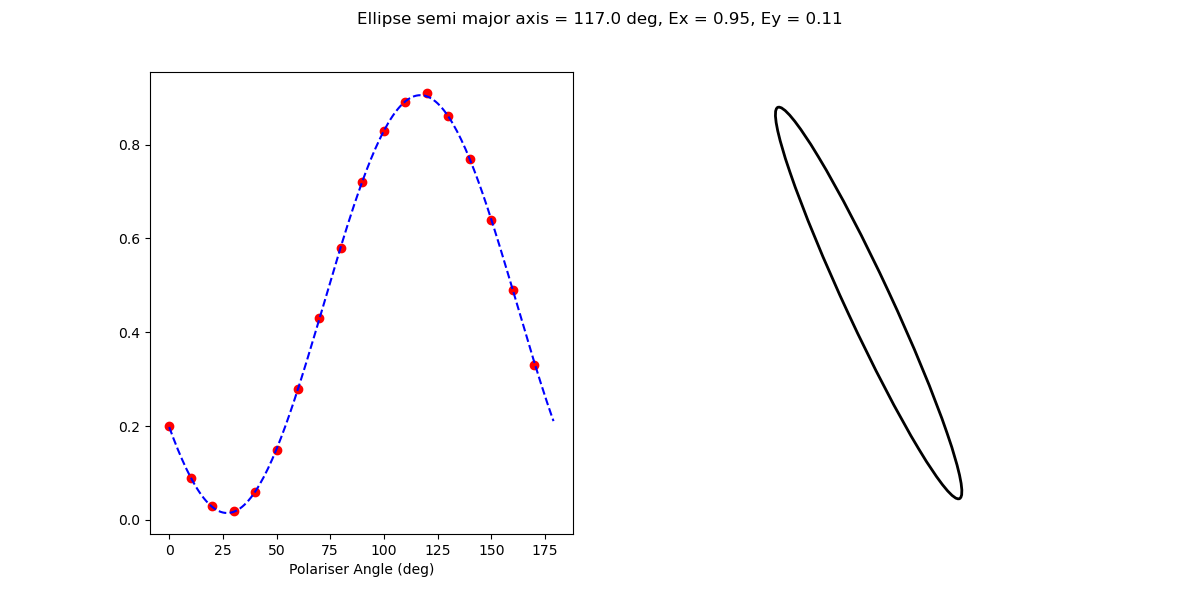 Ellipse semi major axis = 117.0 deg, Ex = 0.95, Ey = 0.11
0.8
0.6
0.4
0.2
0.0
0 25 50 75 100 125 150 175
Polariser Angle (deg)